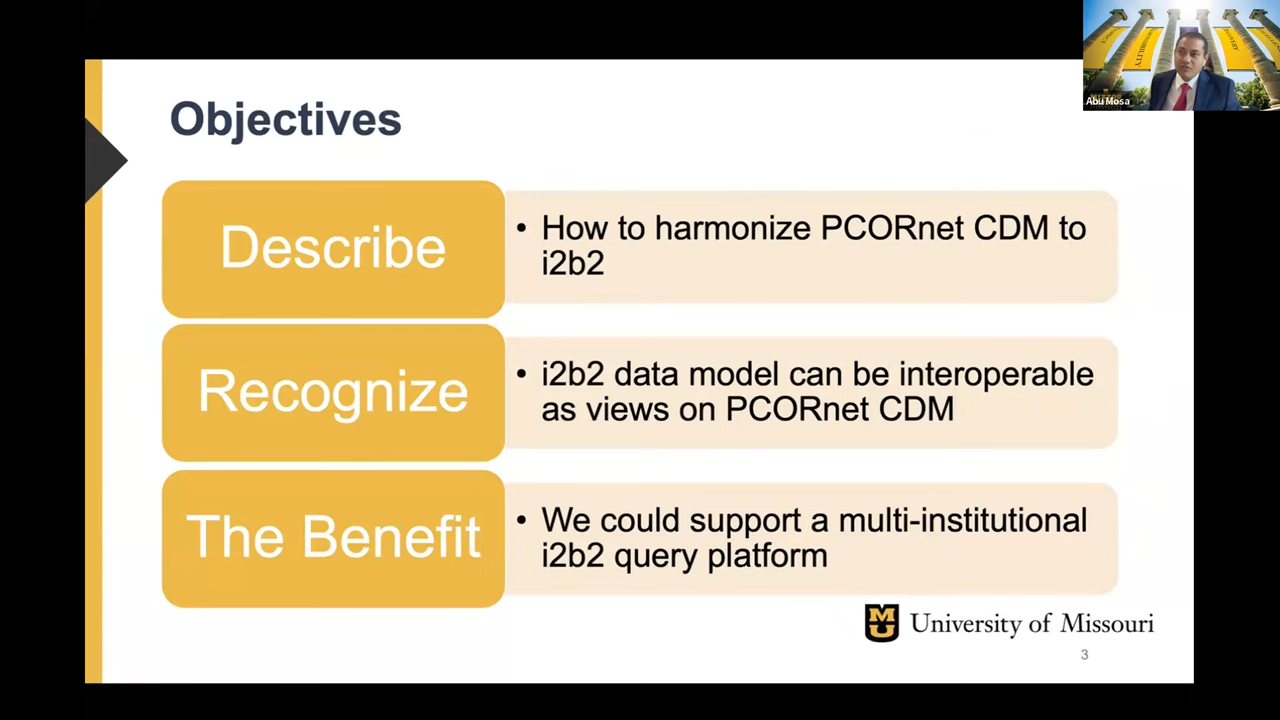 Objectives
Describe
• How to harmonize PCORnet CDM to
i2b2
Recognize
• i2b2 data model can be interoperable
as views on PCORnet CDM
The Benefit
• We could support a multi-institutional
i2b2 query platform
University of Missouri
3
Abu Mosa